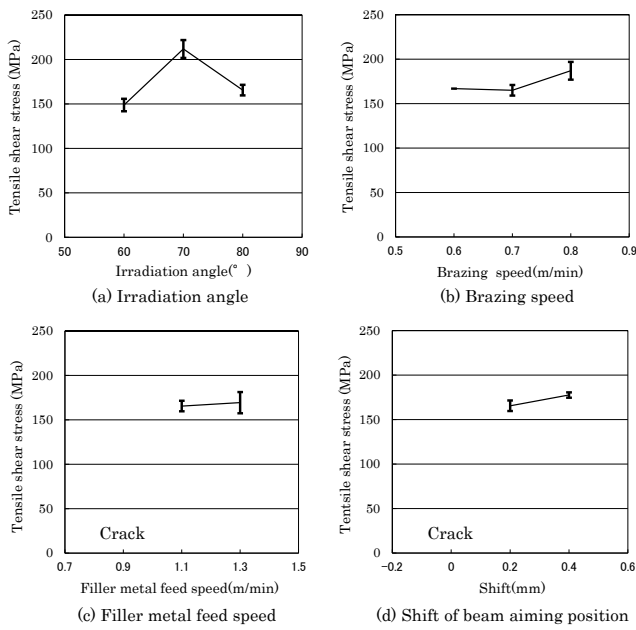 Tensile shear stress (MPa)
250
200
150
100
50
0
50 60 70 80 90
Irradiation angle(° )
(a) Irradiation angle
Tensile shear stress (MPa)
250
200
150
100
50
0
0.5 0.6 0.7 0.8 0.9
Brazing speed(m/min)
(b) Brazing speed
Tensile shear stress (MPa)
250
200
150
100
50
0
Crack
0.7 0.9 1.1 1.3 1.5
Filler metal feed speed(m/min)
(c) Filler metal feed speed
Tentsile shear stress (MPa)
250
200
150
100
50
0
Crack
−0.2 0 0.2 0.4 0.6
Shift(mm)
(d) Shift of beam aiming position